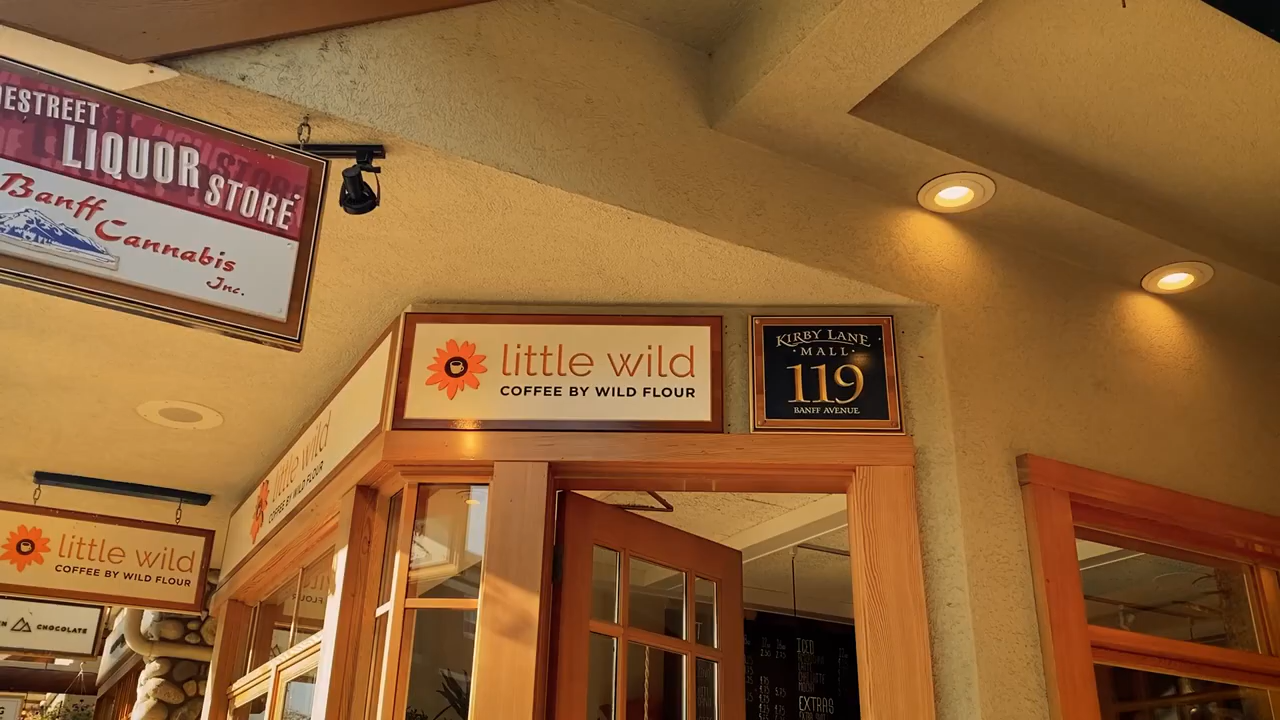 ESTREET
LIQUOR
STORE
Banff
Cannabis
Inc.
little wild
COFFEE BY WILD FLOUR
KIRBY LANE
MALL
119
BANFF AVENUE
little wild
COFFEE BY WILD FLOUR
little wild
COFFEE BY WILD FLOUR
CHOCOLATE
ICED
EXTRAS